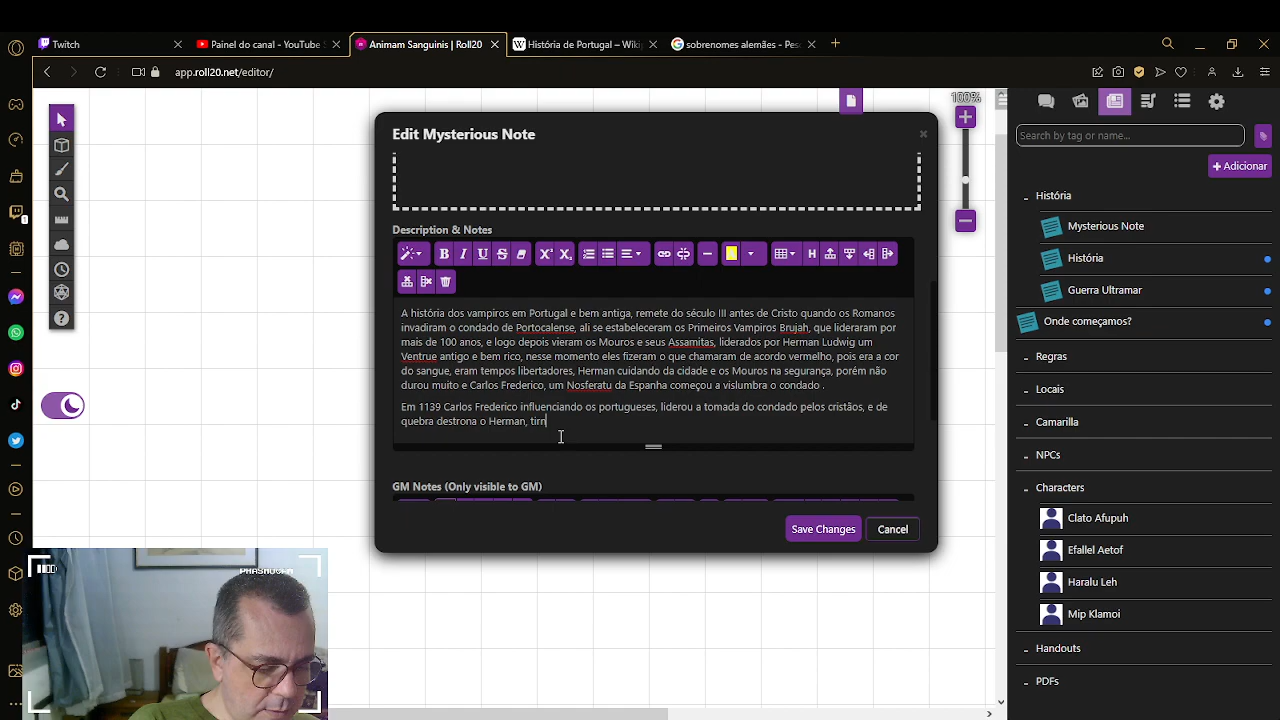 Twitch
Painel do canal - YouTube S
Animam Sanguinis | Roll20
História de Portugal – Wiki
sobrenomes alemães - Pes
app.roll20.net/editor/
100%
Edit Mysterious Note
Search by tag or name...
Adicionar
Description & Notes
A história dos vampiros em Portugal e bem antiga, remete do século III antes de Cristo quando os Romanos
invadiram o condado de Portocalense, ali se estabeleceram os Primeiros Vampiros Brujah, que lideraram por
mais de 100 anos, e logo depois vieram os Mouros e seus Assamitas, liderados por Herman Ludwig um
Ventrue antigo e bem rico, nesse momento eles fizeram o que chamaram de acordo vermelho, pois era a cor
do sangue, eram tempos libertadores, Herman cuidando da cidade e os Mouros na segurança, porém não
durou muito e Carlos Frederico, um Nosferatu da Espanha começou a vislumbra o condado .
Em 1139 Carlos Frederico influenciando os portugueses, liderou a tomada do condado pelos cristãos, e de
quebra destrona o Herman, tirn
GM Notes (Only visible to GM)
Save Changes
Cancel
História
Mysterious Note
História
Guerra Ultramar
Onde começamos?
Regras
Locais
Camarilla
NPCs
Characters
Clato Afupuh
Efallel Aetof
Haralu Leh
Mip Klamoi
Handouts
PDFs